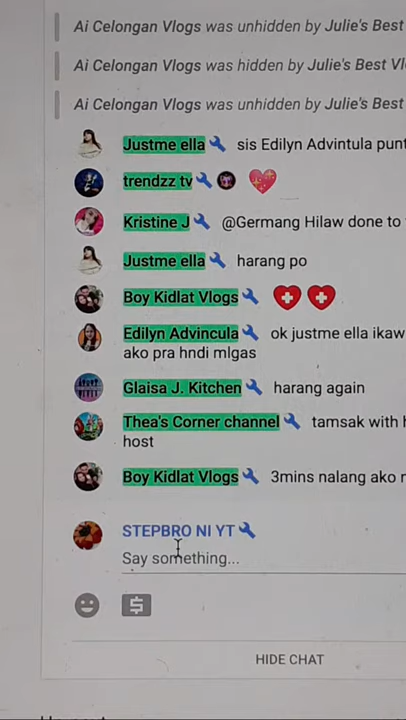 Ai Celongan Vlogs was unhidden by Julie's Best
Ai Celongan Vlogs was hidden by Julie's Best
Ai Celongan Vlogs was unhidden by Julie's Best
Justme ella sis Edilyn Advintula
trendzz tv
Kristine J @Germang Hilaw done to
Justme ella harang po
Boy Kidlat Vlogs
Edilyn Advincula ok justme ella ikaw
ako pra hndi mlgas
Glaisa J. Kitchen harang again
Thea's Corner channel tamsak with
host
Boy Kidlat Vlogs 3mins nalang ako
STEPBRO NI YT
Say something...
HIDE CHAT